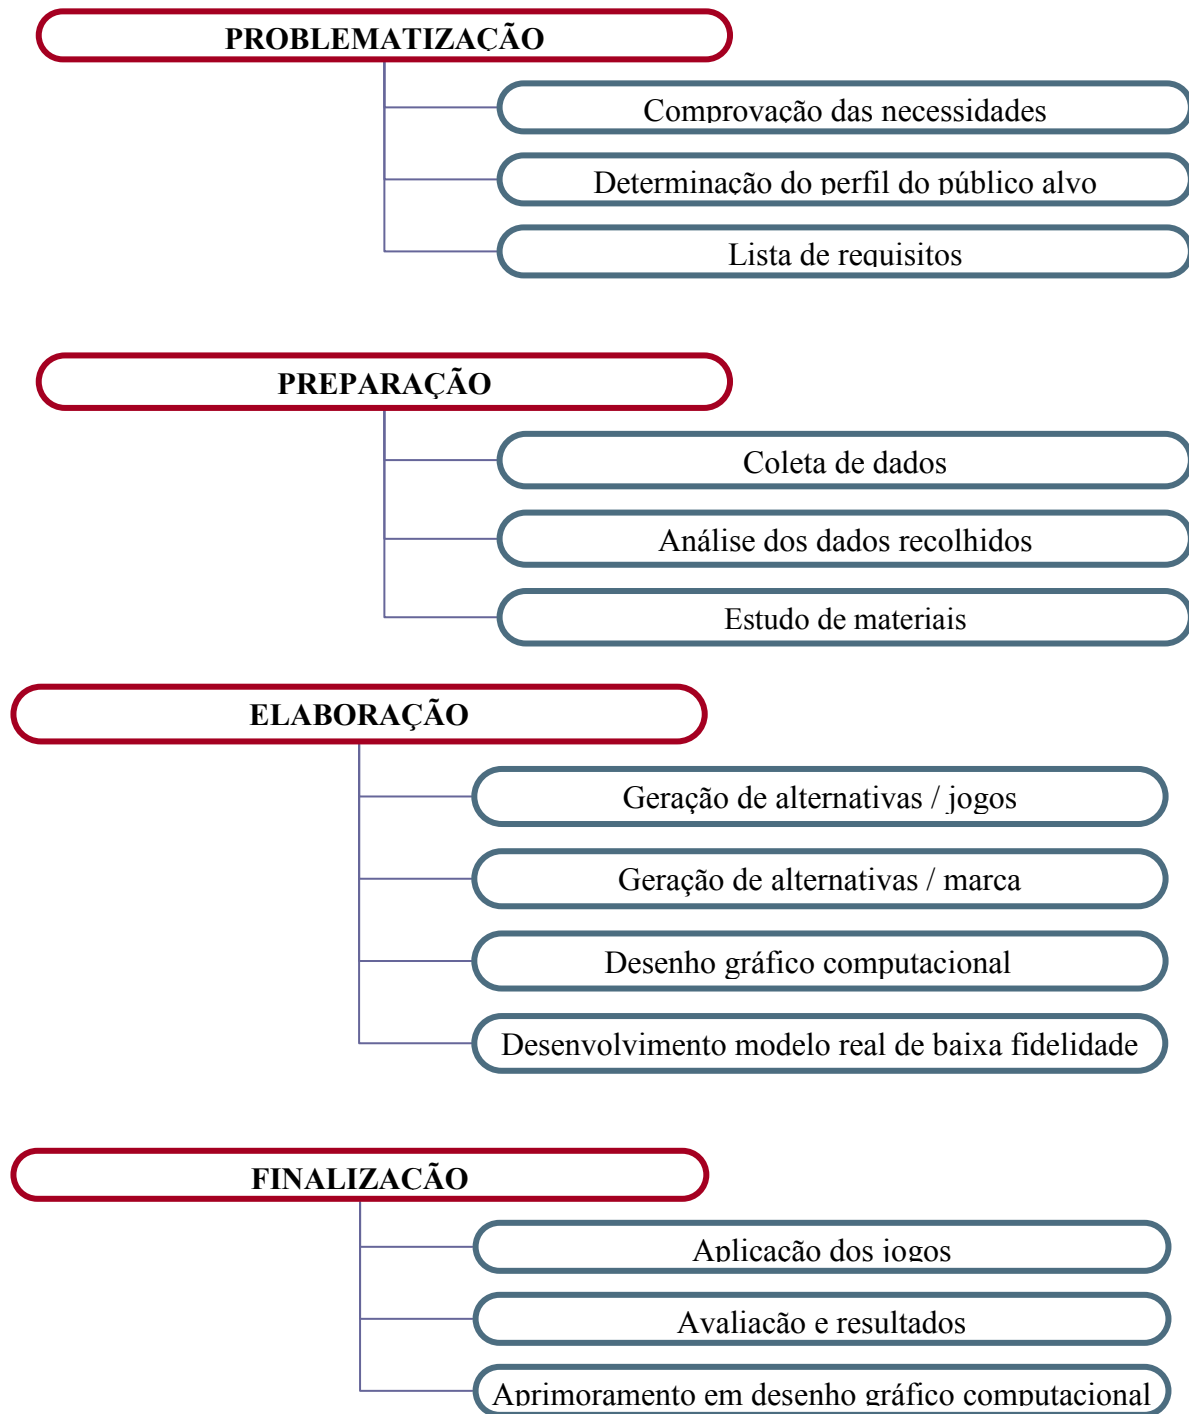 PROBLEMATIZAÇÃO
Comprovação das necessidades
Determinação do perfil do público alvo
Lista de requisitos
PREPARAÇÃO
Coleta de dados
Análise dos dados recolhidos
Estudo de materiais
ELABORAÇÃO
Geração de alternativas / jogos
Geração de alternativas / marca
Desenho gráfico computacional
Desenvolvimento modelo real de baixa fidelidade
FINALIZAÇÃO
Aplicação dos jogos
Avaliação e resultados
Aprimoramento em desenho gráfico computacional